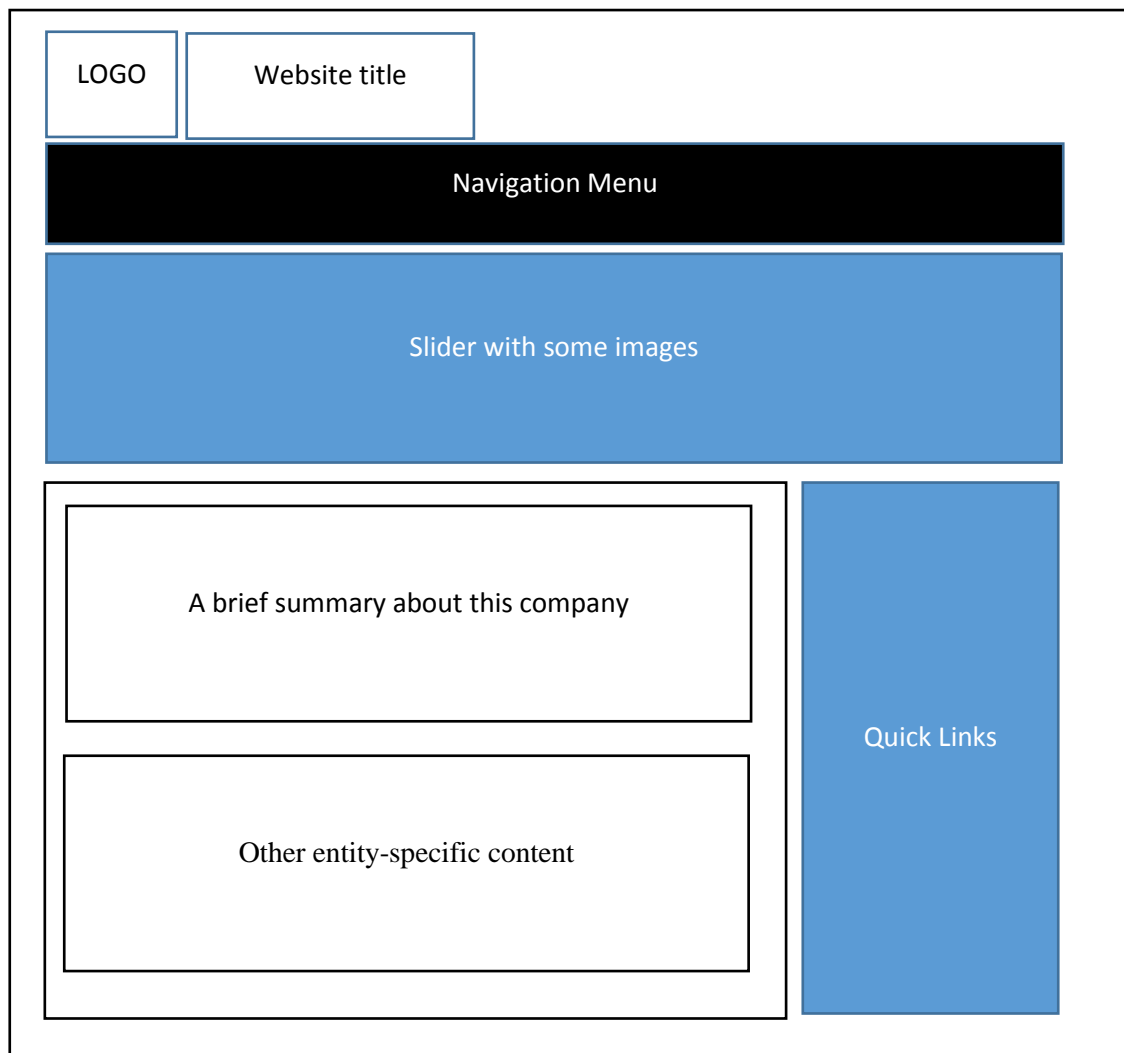 LOGO
Website title
Navigation Menu
Slider with some images
A brief summary about this company
Quick Links
Other entity-specific content